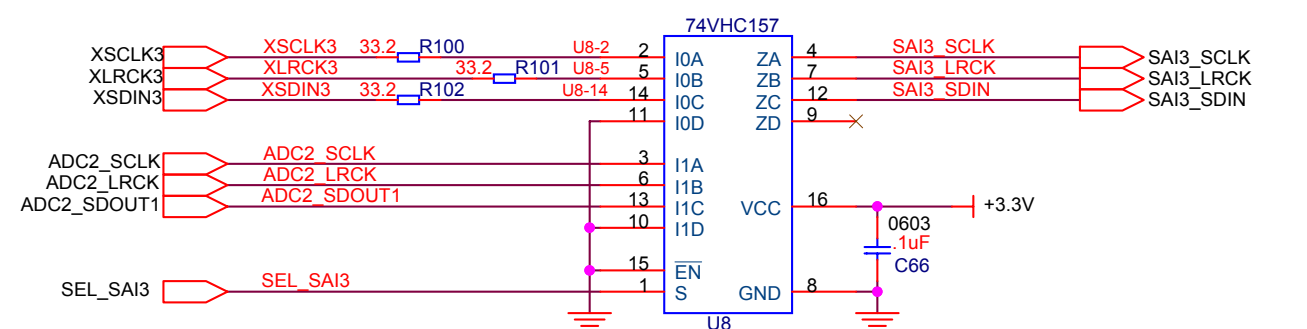 74VHC157
XSCLK3 XSCLK3 33.2 R100 U8-2 2 I0A ZA 4 SAI3_SCLK SAI3_SCLK
XLRCK3 XLRCK3 33.2 R101 U8-5 5 I0B ZB 7 SAI3_LRCK SAI3_LRCK
XSDIN3 XSDIN3 33.2 R102 U8-14 14 I0C ZC 12 SAI3_SDIN SAI3_SDIN
11 I0D ZD 9
ADC2_SCLK ADC2_SCLK 3 I1A
ADC2_LRCK ADC2_LRCK 6 I1B
ADC2_SDOUT1 ADC2_SDOUT1 13 I1C VCC 16 +3.3V
10 I1D 0603
.1uF
15 EN C66
SEL_SAI3 SEL_SAI3 1 S GND 8
U8